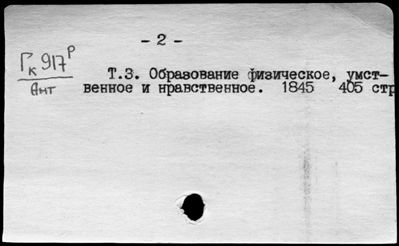 - 2 -
Гк 917р
Амт
Т.3. Образование физическое, умст-
венное и нравственное. 1845 405 стр